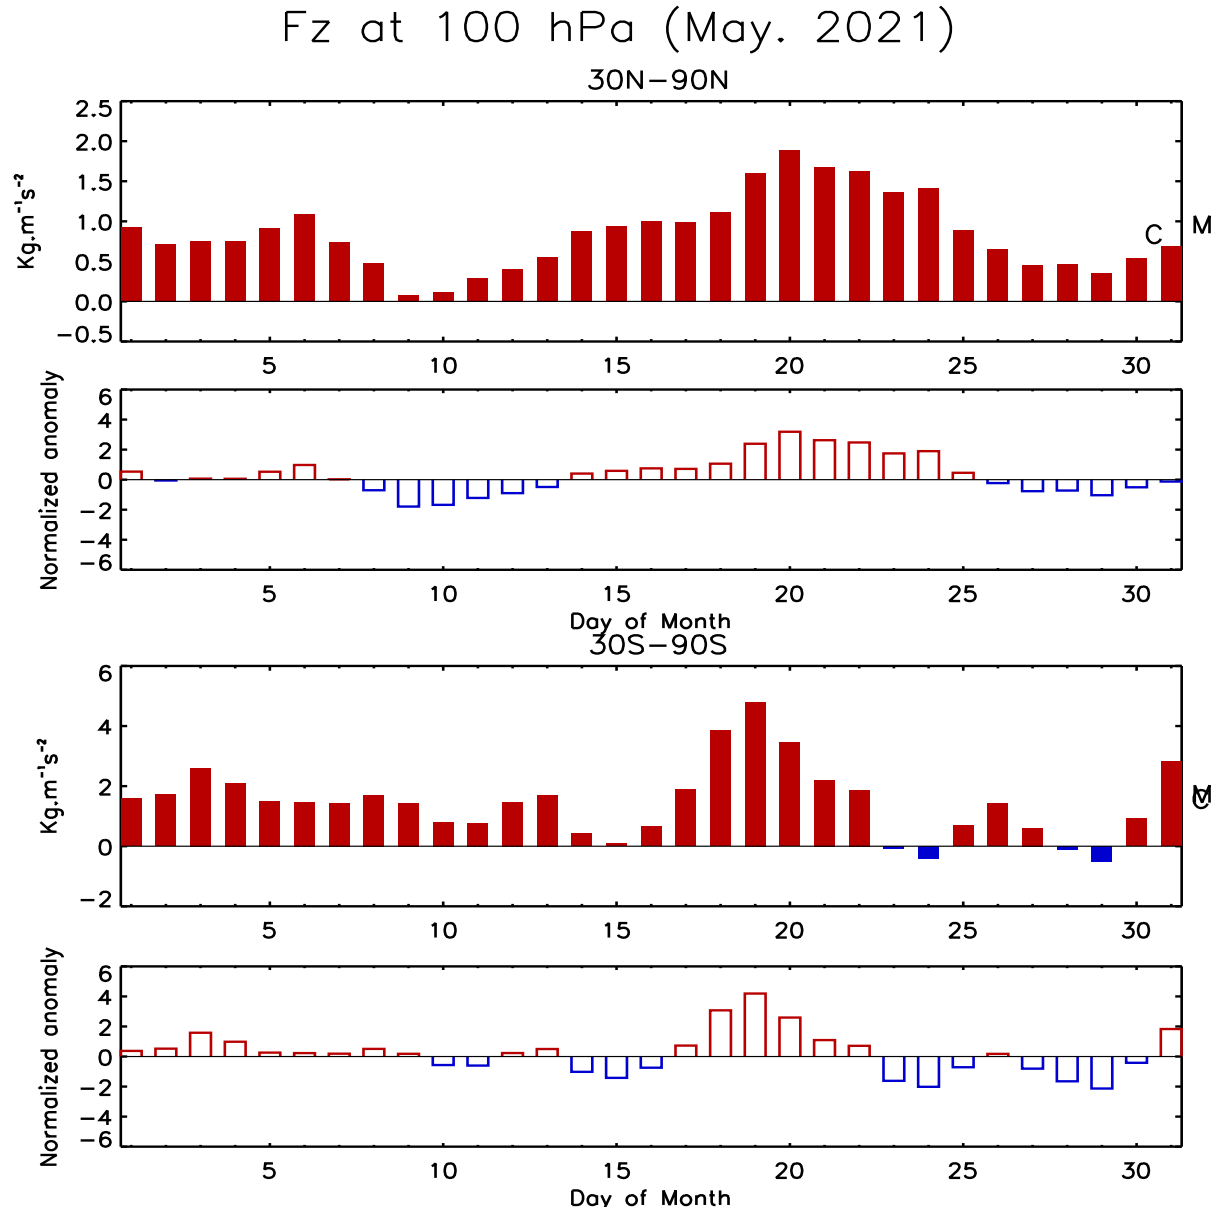 Fz at 100 hPa (May. 2021)
30N−90N
Kg.m⁻¹s⁻²
2.5
2.0
1.5
1.0
0.5
0.0
−0.5
C
M
5 10 15 20 25 30
Normalized anomaly
6
4
2
0
−2
−4
−6
5 10 15 20 25 30
Day of Month
30S−90S
Kg.m⁻¹s⁻²
6
4
2
0
−2
M
C
5 10 15 20 25 30
Normalized anomaly
6
4
2
0
−2
−4
−6
5 10 15 20 25 30
Day of Month